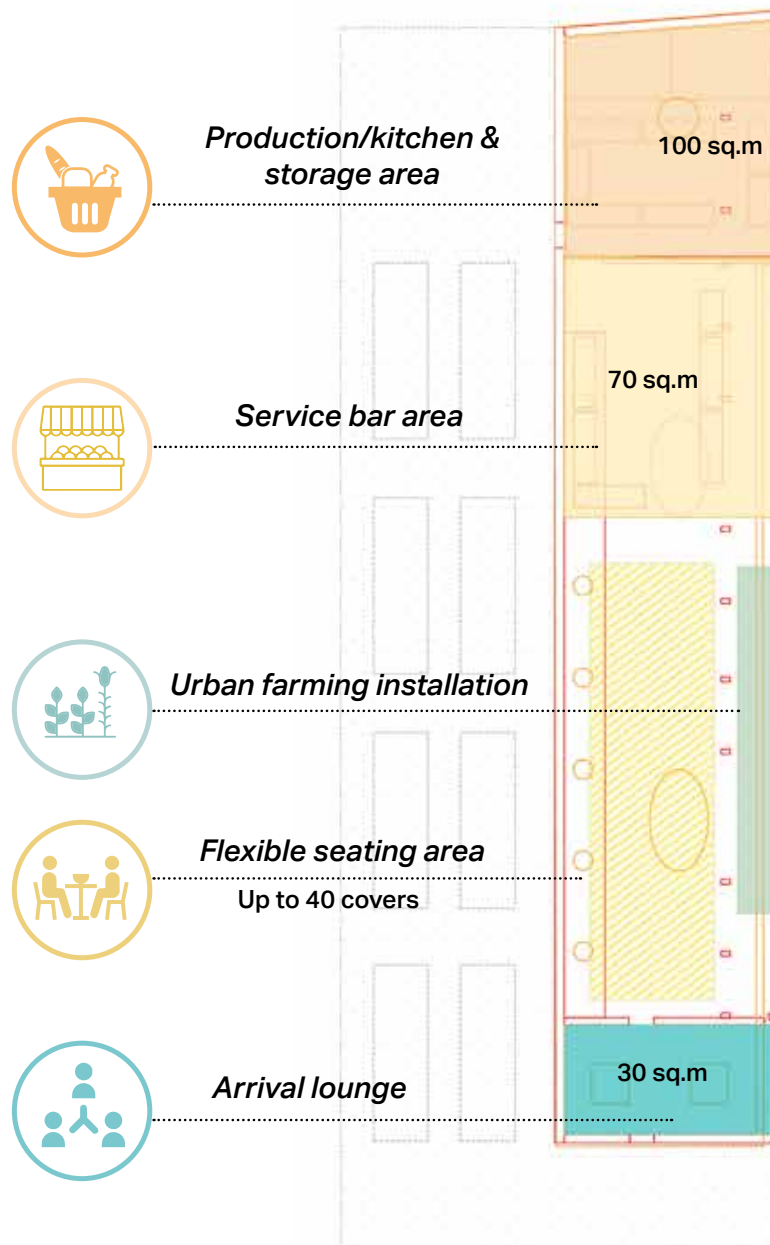 Production/kitchen &
storage area
100 sq.m
70 sq.m
Service bar area
Urban farming installation
Flexible seating area
Up to 40 covers
30 sq.m
Arrival lounge